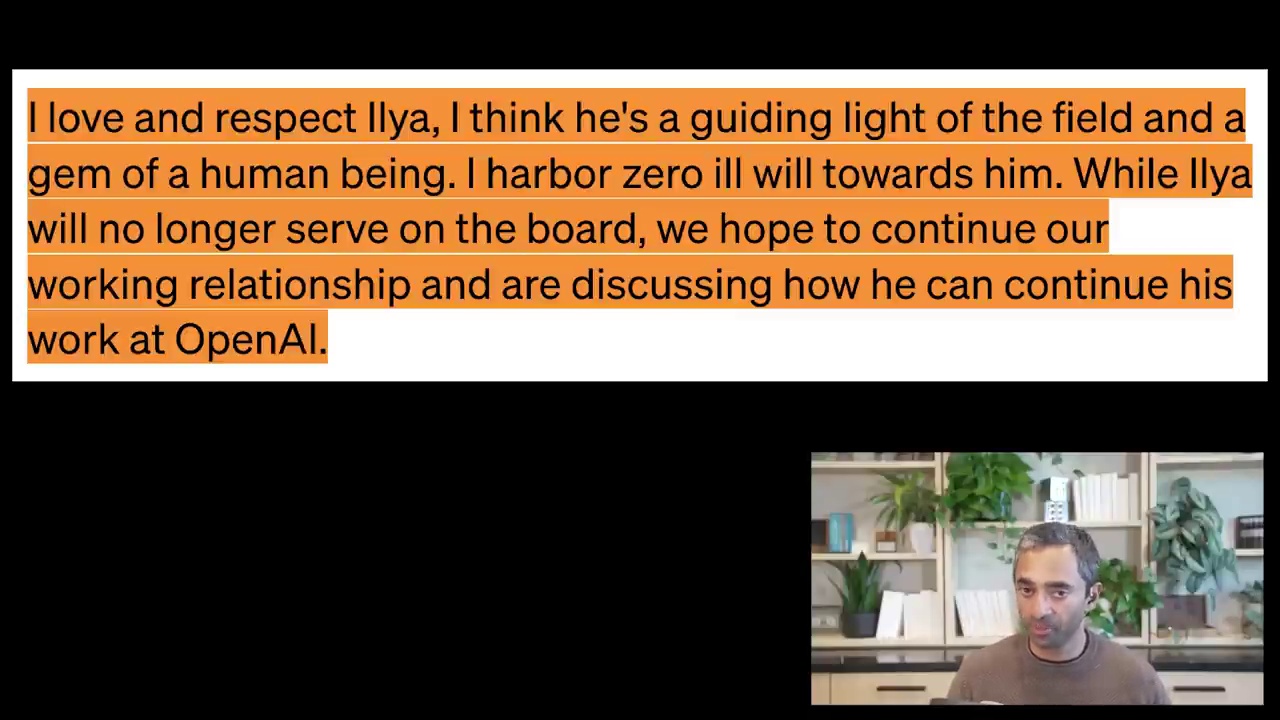 I love and respect Ilya, I think he's a guiding light of the field and a
gem of a human being. I harbor zero ill will towards him. While Ilya
will no longer serve on the board, we hope to continue our
working relationship and are discussing how he can continue his
work at OpenAI.